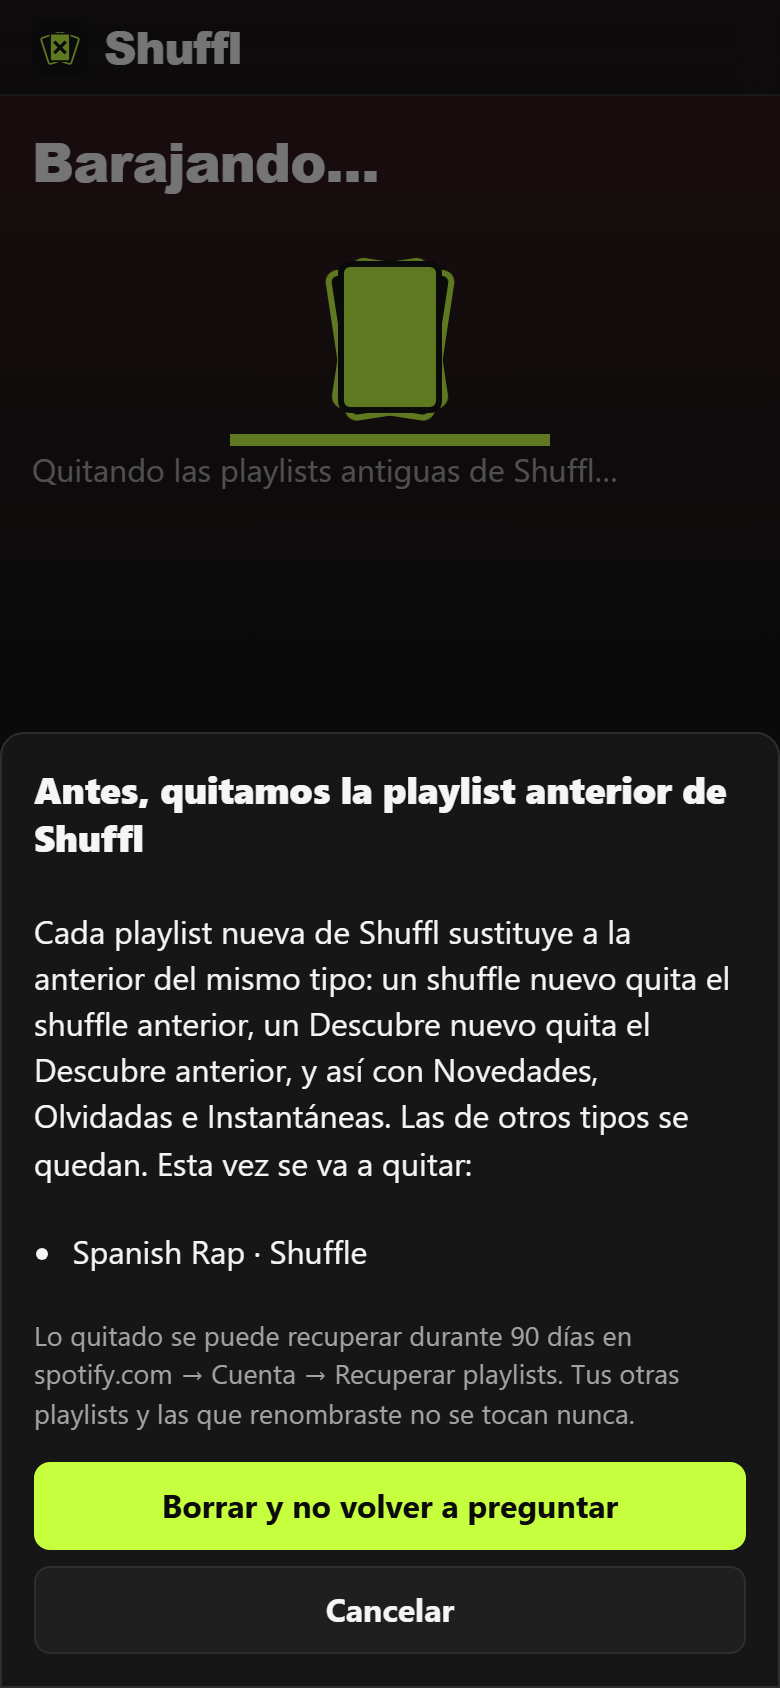 Shuffl
Barajando...
Quitando las playlists antiguas de Shuffl...
Antes, quitamos la playlist anterior de
Shuffl
Cada playlist nueva de Shuffl sustituye a la
anterior del mismo tipo: un shuffle nuevo quita el
shuffle anterior, un Descubre nuevo quita el
Descubre anterior, y así con Novedades,
Olvidadas e Instantáneas. Las de otros tipos se
quedan. Esta vez se va a quitar:
• Spanish Rap · Shuffle
Lo quitado se puede recuperar durante 90 días en
spotify.com → Cuenta → Recuperar playlists. Tus otras
playlists y las que renombraste no se tocan nunca.
Borrar y no volver a preguntar
Cancelar